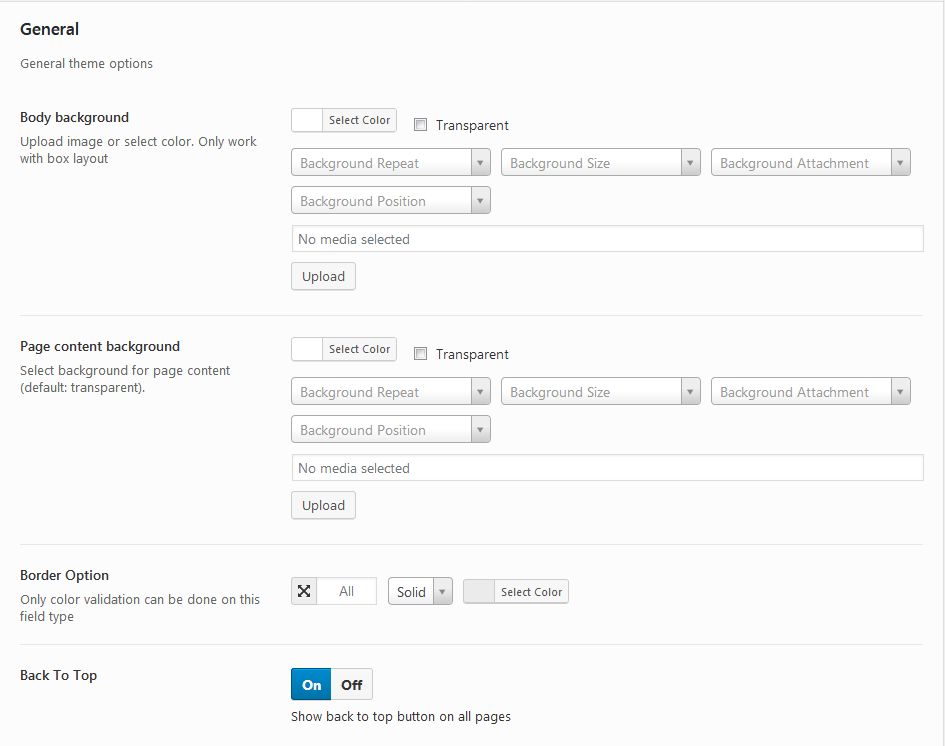 General
General theme options
Body background
Upload image or select color. Only work
with box layout
Select Color
Transparent
Background Repeat
Background Size
Background Attachment
Background Position
No media selected
Upload
Page content background
Select background for page content
(default: transparent).
Select Color
Transparent
Background Repeat
Background Size
Background Attachment
Background Position
No media selected
Upload
Border Option
Only color validation can be done on this
field type
All
Solid
Select Color
Back To Top
On
Off
Show back to top button on all pages